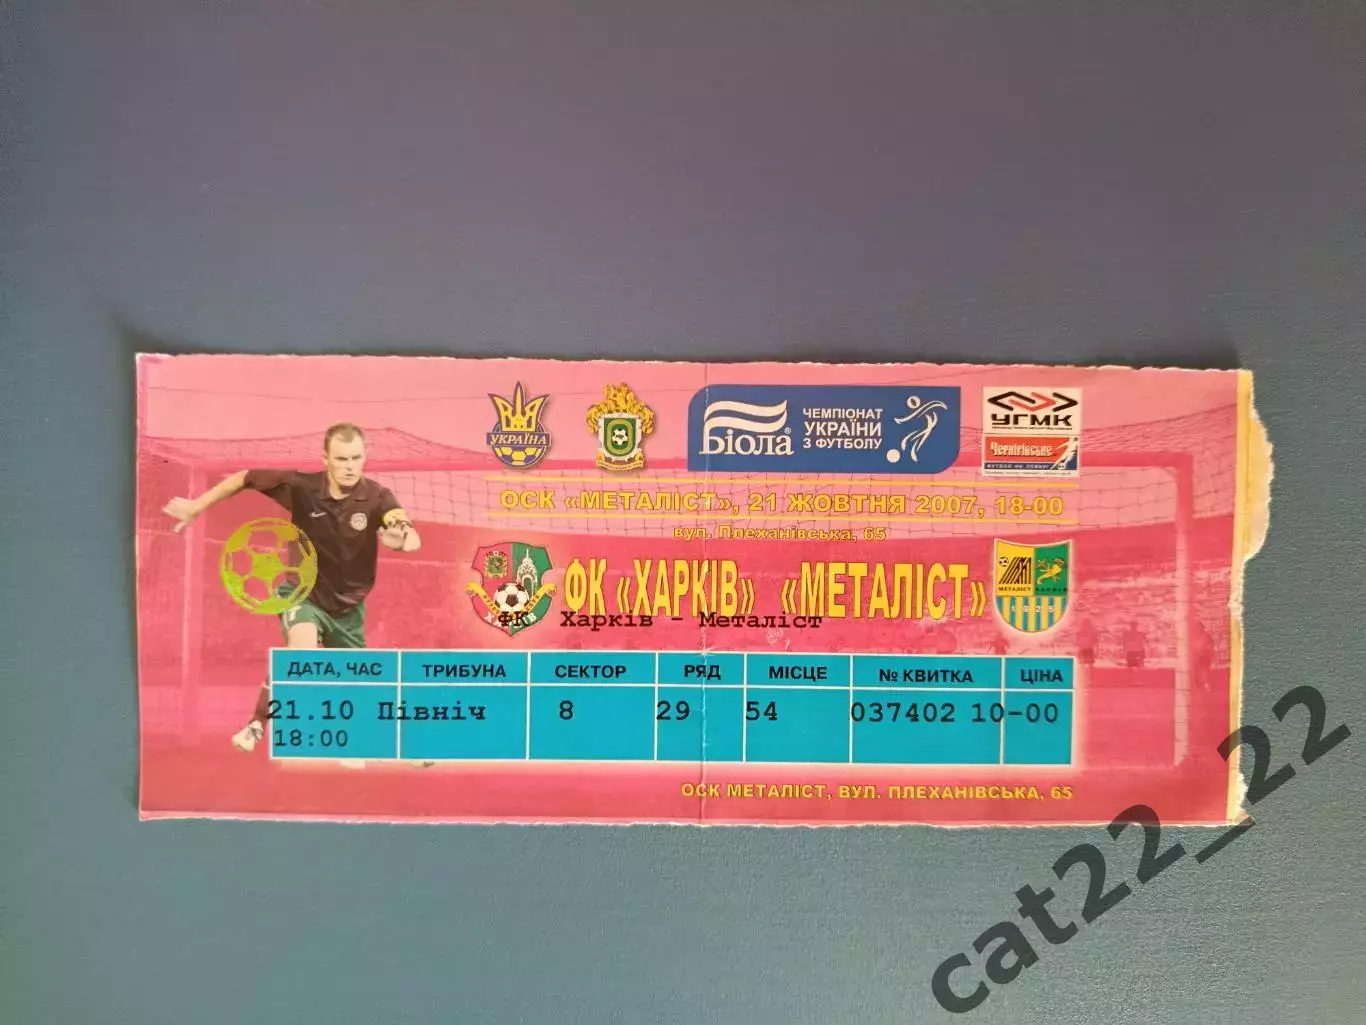 УКРАЇНА
Біола®
ЧЕМПІОНАТ
УКРАЇНИ
З ФУТБОЛУ
УГМК
Чернігівське
ОСК «МЕТАЛІСТ», 21 ЖОВТНЯ 2007, 18-00
вул. Плеханівська, 65
ФК «ХАРКІВ» «МЕТАЛІСТ»
МЕТАЛІСТ ХАРКІВ
ФК Харків - Металіст
ДАТА, ЧАС ТРИБУНА СЕКТОР РЯД МІСЦЕ № КВИТКА ЦІНА
21.10 Північ 8 29 54 037402 10-00
18:00
ОСК МЕТАЛІСТ, ВУЛ. ПЛЕХАНІВСЬКА, 65
cat22_22